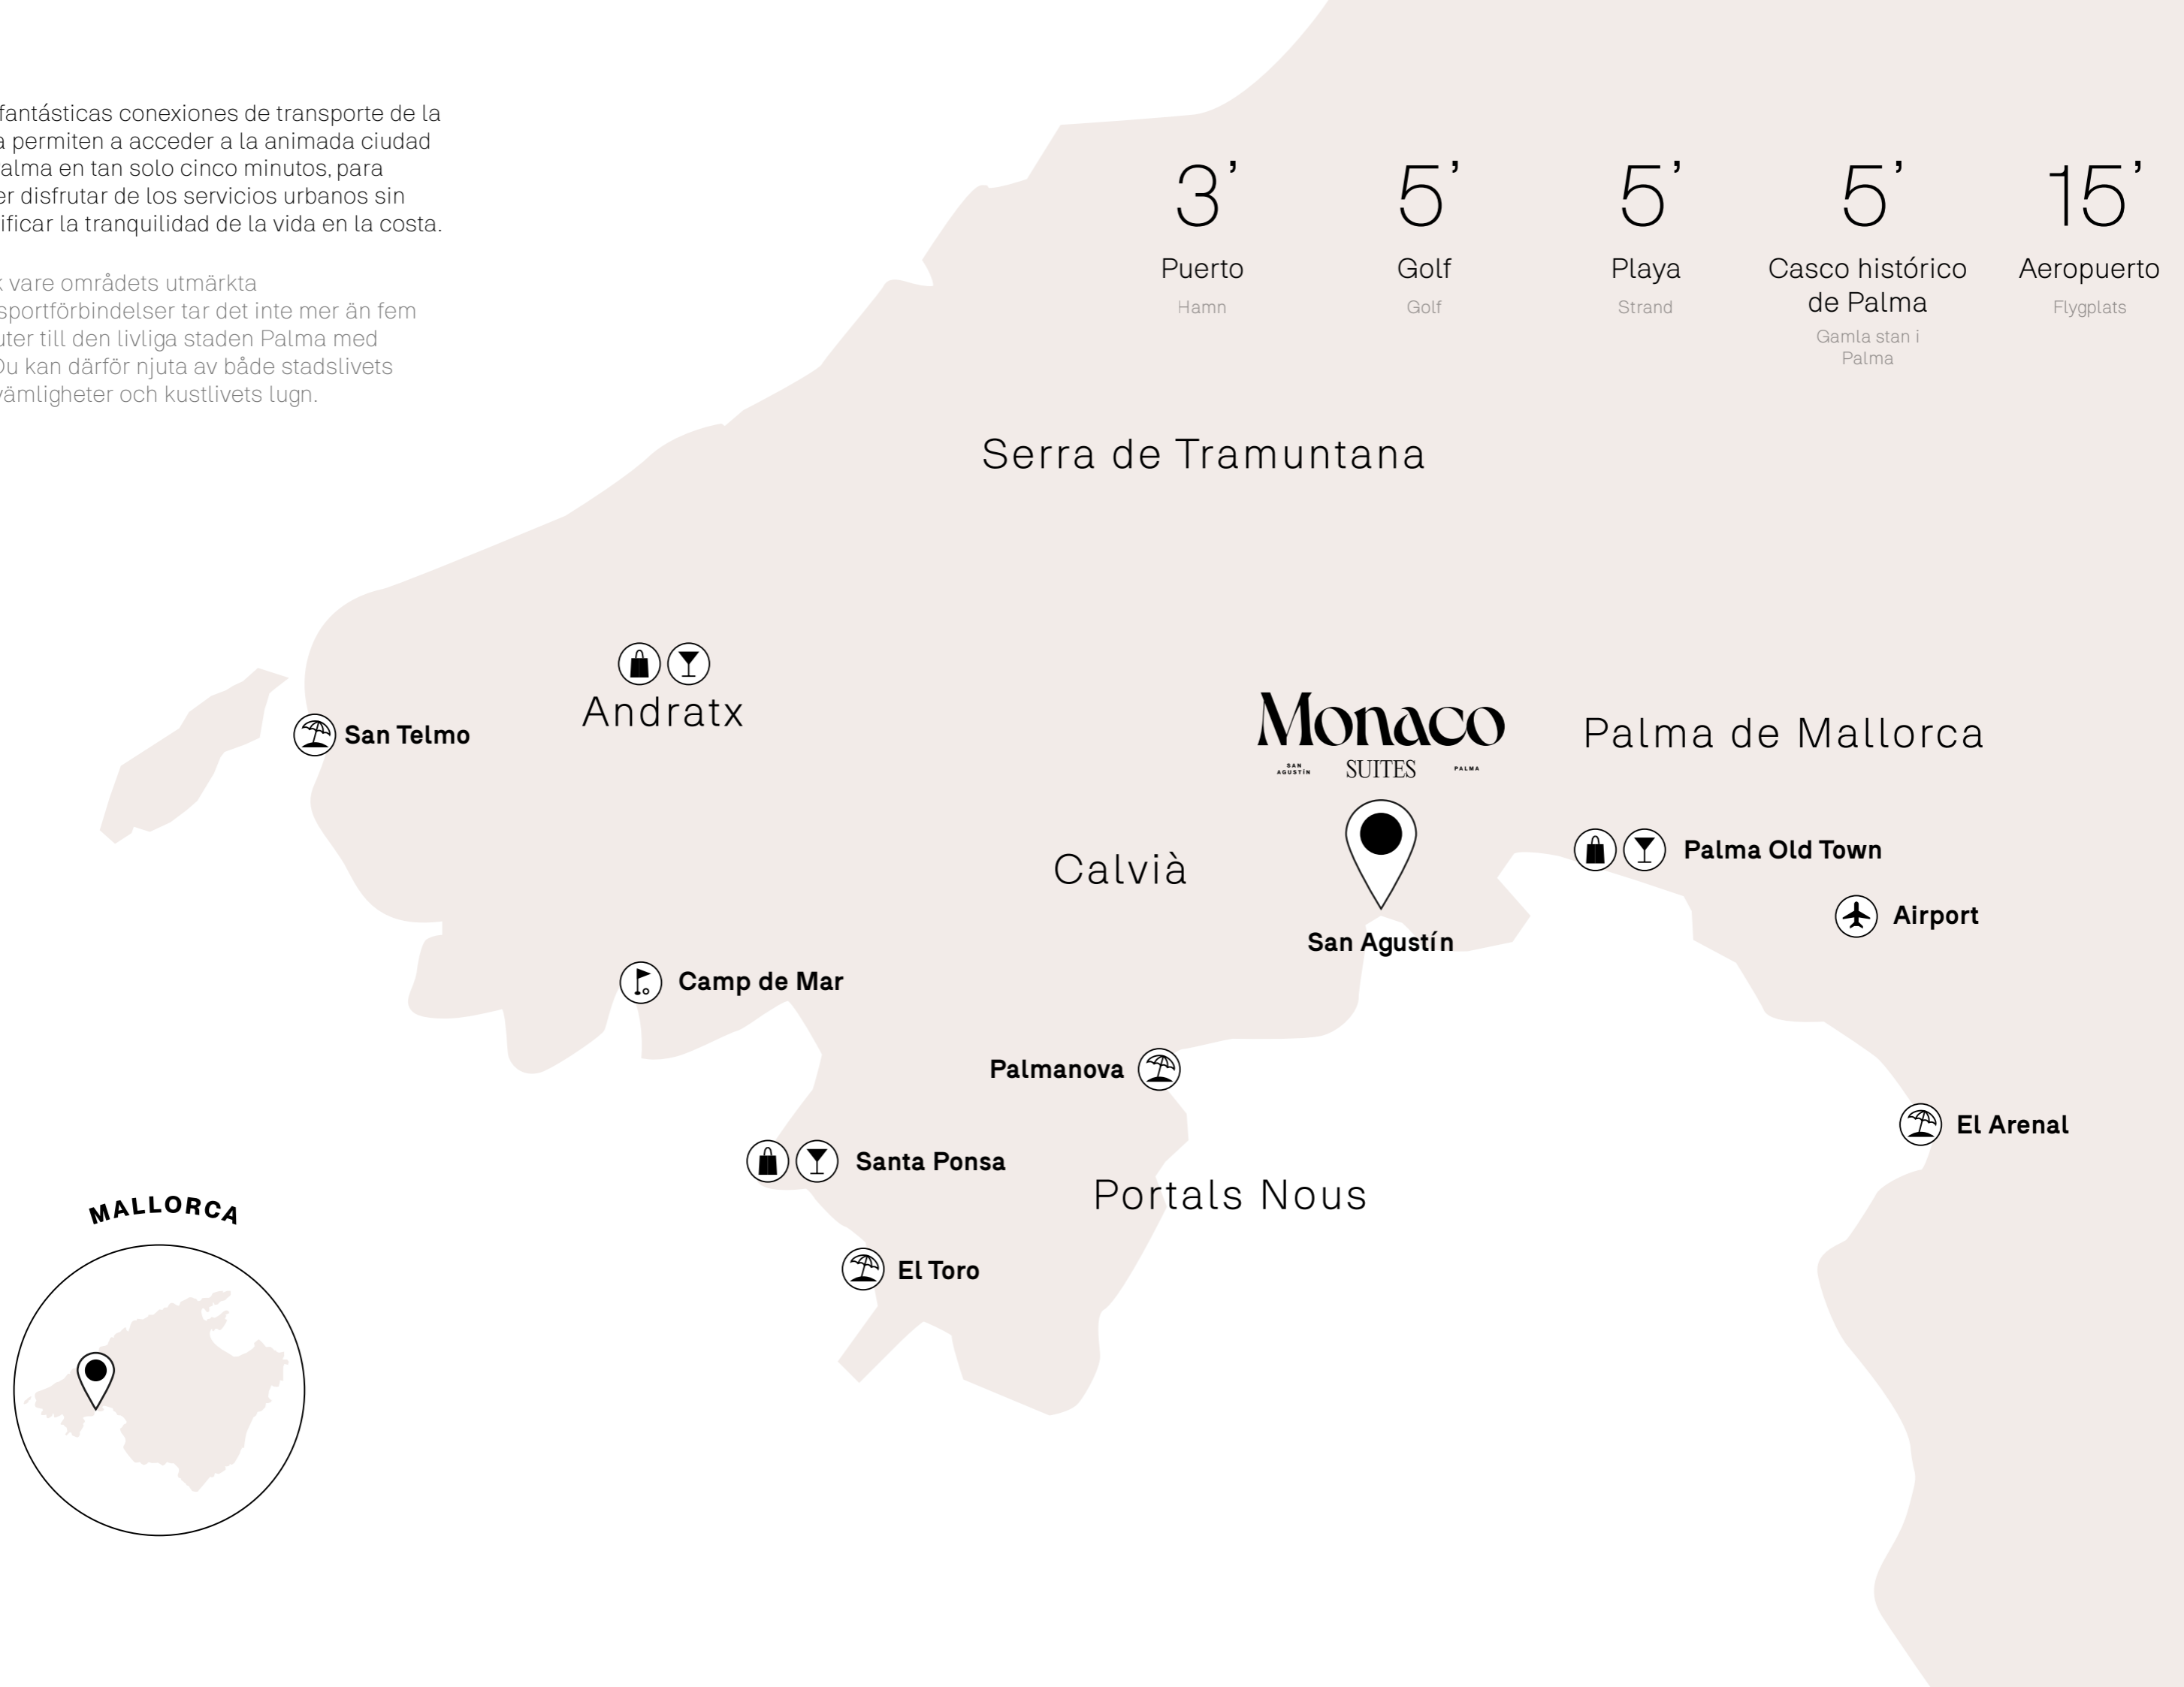 fantásticas conexiones de transporte de la
permiten a acceder a la animada ciudad
alma en tan solo cinco minutos, para
er disfrutar de los servicios urbanos sin
ificar la tranquilidad de la vida en la costa.
k vare områdets utmärkta
sportförbindelser tar det inte mer än fem
uter till den livliga staden Palma med
Du kan därför njuta av både stadslivets
vämligheter och kustlivets lugn.
3’
Puerto
Hamn
5’
Golf
Golf
5’
Playa
Strand
5’
Casco histórico
de Palma
Gamla stan i
Palma
15’
Aeropuerto
Flygplats
Serra de Tramuntana
Andratx
San Telmo
Monaco
SAN
AGUSTÍN
SUITES
PALMA
Palma de Mallorca
Calvià
Palma Old Town
Airport
San Agustín
Camp de Mar
Palmanova
El Arenal
Santa Ponsa
Portals Nous
El Toro
MALLORCA